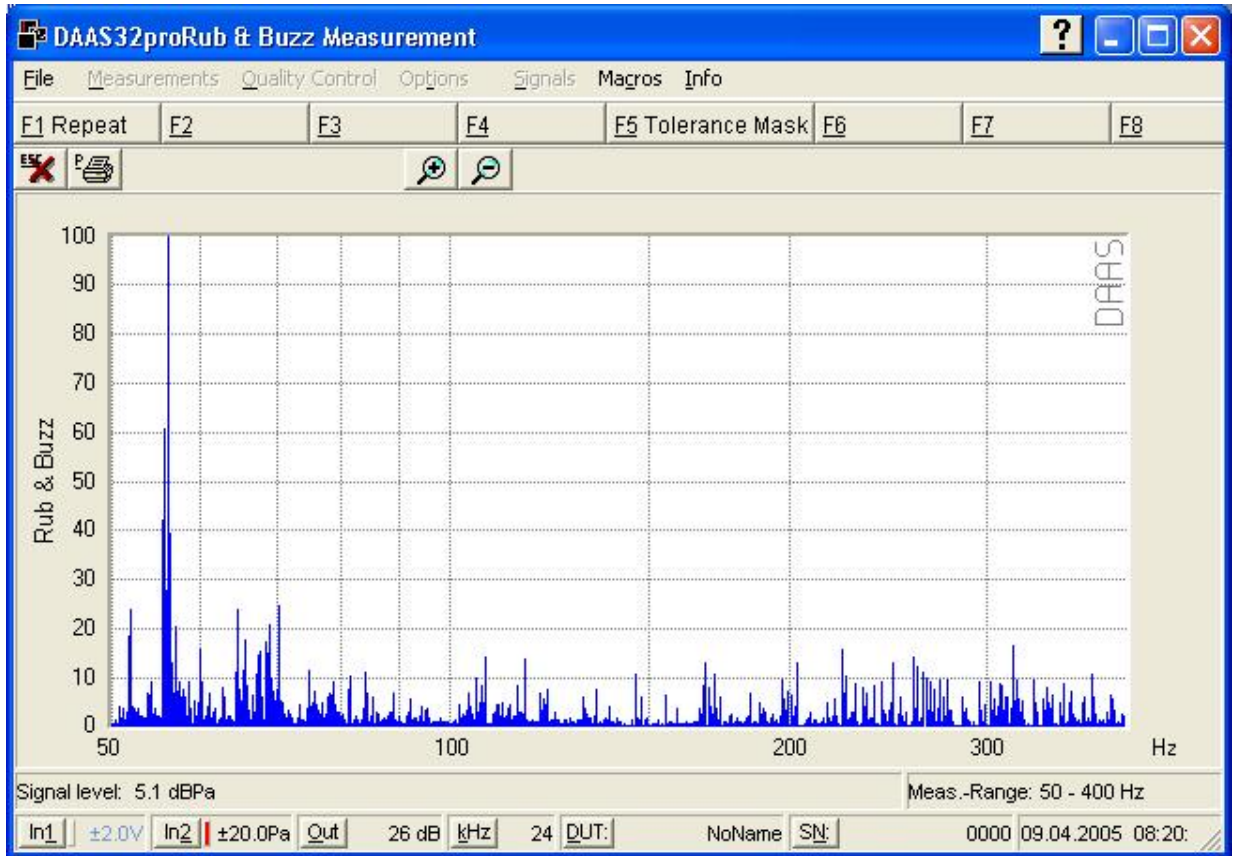 DAAS32proRub & Buzz Measurement
File Measurements Quality Control Options Signals Macros Info
F1 Repeat F2 F3 F4 F5 Tolerance Mask F6 F7 F8
ESC P
100
90
80
70
60
50
40
30
20
10
0
Rub & Buzz
DAAS
50 100 200 300 Hz
Signal level: 5.1 dBPa Meas.-Range: 50 - 400 Hz
In1 ±2.0V In2 ±20.0Pa Out 26 dB kHz 24 DUT: NoName SN: 0000 09.04.2005 08:20: